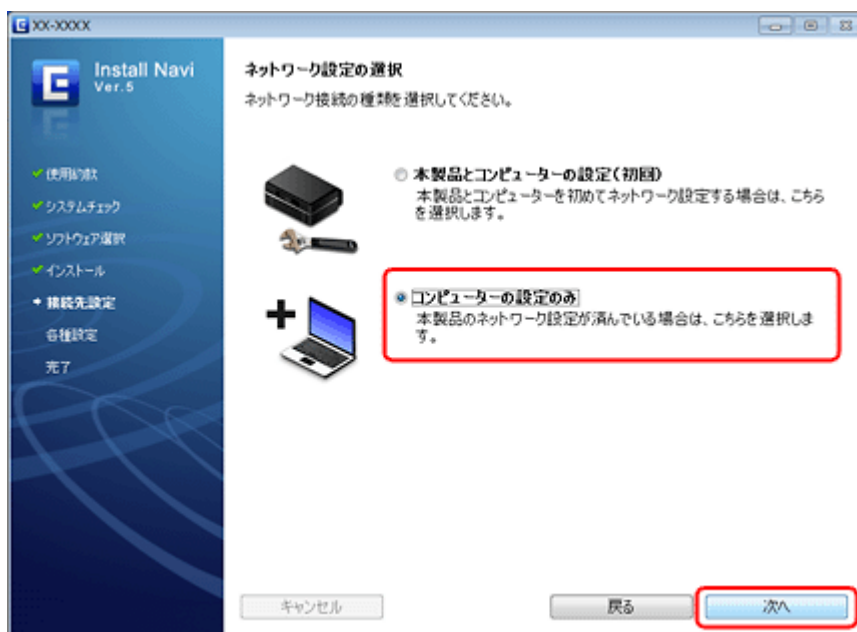 XX-XXXX
Install Navi
Ver.5
使用約款
システムチェック
ソフトウェア選択
インストール
接続先設定
各種設定
完了
ネットワーク設定の選択
ネットワーク接続の種類を選択してください。
本製品とコンピューターの設定(初回)
本製品とコンピューターを初めてネットワーク設定する場合は、こちら
を選択します。
コンピューターの設定のみ
本製品のネットワーク設定が済んでいる場合は、こちらを選択しま
す。
キャンセル
戻る
次へ